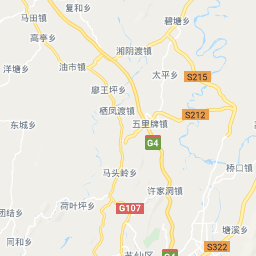 复和乡
马田镇
碧塘乡
高亭乡
湘阴渡镇
油市镇
洋塘乡
太平乡
S215
廖王坪乡
栖凤渡镇
S212
五里牌镇
东城乡
G4
桥口镇
马头岭乡
许家洞镇
荷叶坪乡
G107
团结乡
塘溪乡
同和乡
S322
G4